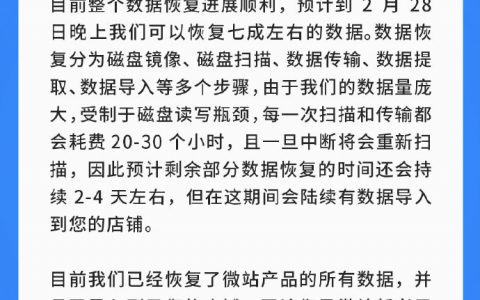 目前整个数据恢复进展顺利，预计到 2 月 28
日晚上我们可以恢复七成左右的数据。数据恢
复分为磁盘镜像、磁盘扫描、数据传输、数据提
取、数据导入等多个步骤，由于我们的数据量庞
大，受制于磁盘读写瓶颈，每一次扫描和传输都
会耗费 20-30 个小时，且一旦中断将会重新扫
描，因此预计剩余部分数据恢复的时间还会持
续 2-4 天左右，但在这期间会陆续有数据导入
到您的店铺。
目前我们已经恢复了微站产品的所有数据，并